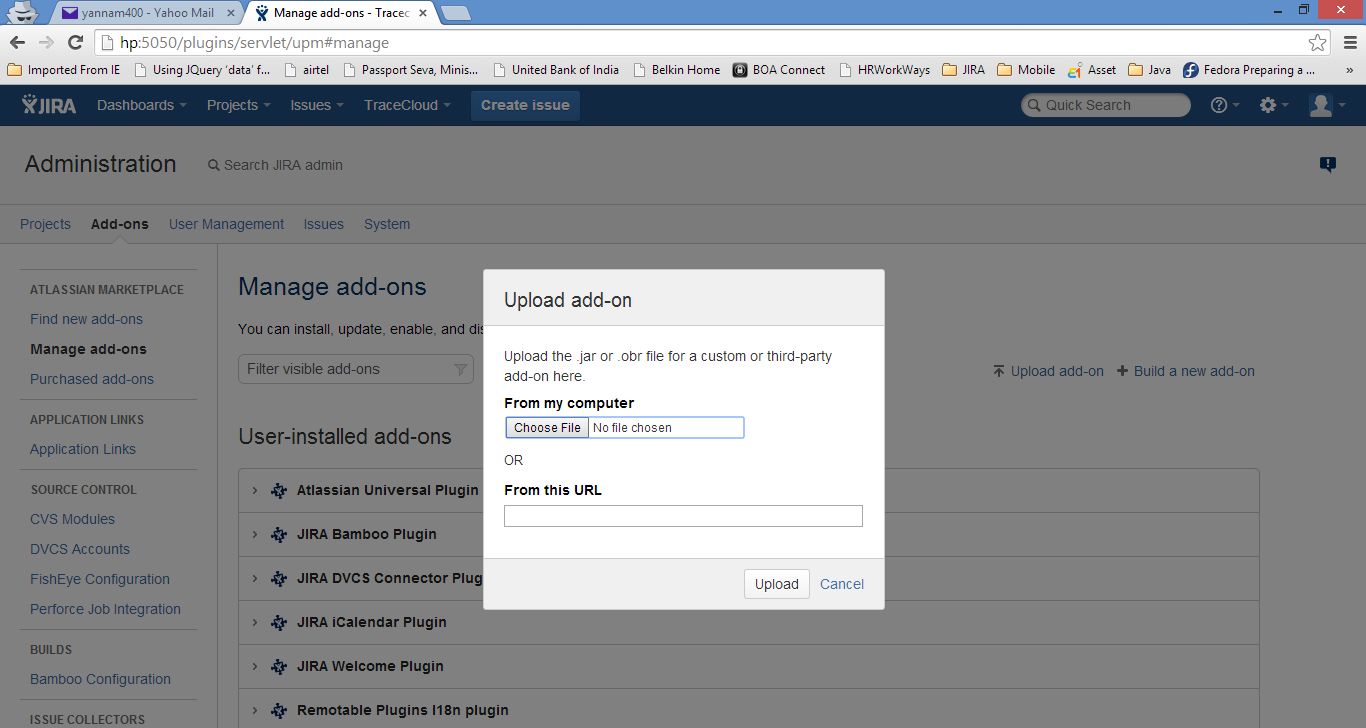 yannam400 - Yahoo Mail
Manage add-ons - Tracec
hp:5050/plugins/servlet/upm#manage
Imported From IE
Using JQuery 'data' f...
airtel
Passport Seva, Minis...
United Bank of India
Belkin Home
BOA Connect
HRWorkWays
JIRA
Mobile
Asset
Java
Fedora Preparing a ...
»
JIRA
Dashboards
Projects
Issues
TraceCloud
Create issue
Quick Search
Administration
Search JIRA admin
Projects
Add-ons
User Management
Issues
System
ATLASSIAN MARKETPLACE
Find new add-ons
Manage add-ons
Purchased add-ons
APPLICATION LINKS
Application Links
SOURCE CONTROL
CVS Modules
DVCS Accounts
FishEye Configuration
Perforce Job Integration
BUILDS
Bamboo Configuration
ISSUE COLLECTORS
Manage add-ons
You can install, update, enable, and dis
Filter visible add-ons
Upload add-on
Build a new add-on
User-installed add-ons
Atlassian Universal Plugin
JIRA Bamboo Plugin
JIRA DVCS Connector Plug
JIRA iCalendar Plugin
JIRA Welcome Plugin
Remotable Plugins I18n plugin
Upload add-on
Upload the .jar or .obr file for a custom or third-party
add-on here.
From my computer
Choose File No file chosen
OR
From this URL
Upload
Cancel